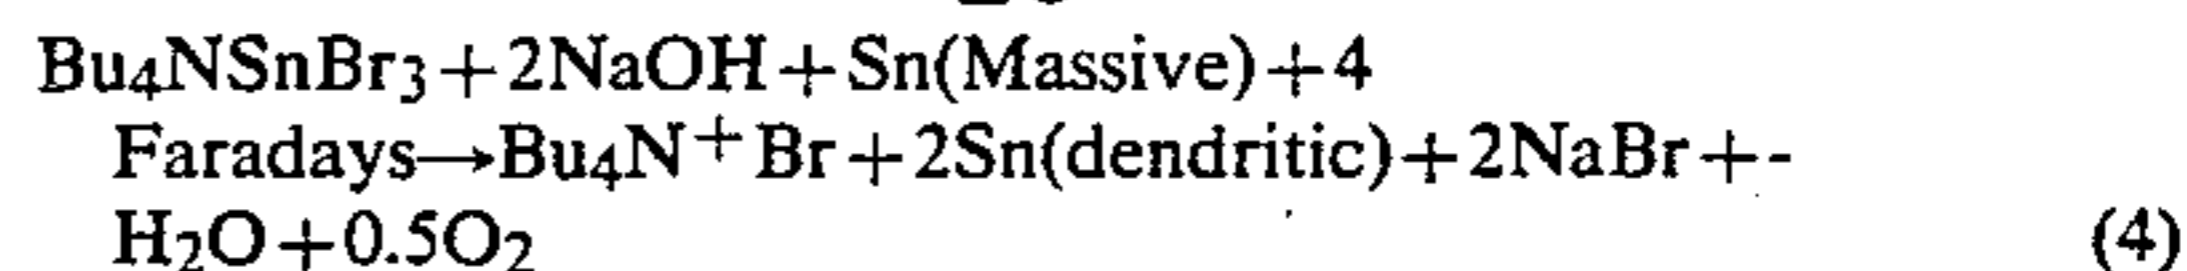 Bu₄NSnBr₃+2NaOH+Sn(Massive)+4
Faradays→Bu₄N⁺Br+2Sn(dendritic)+2NaBr+-
H₂O+0.5O₂ (4)